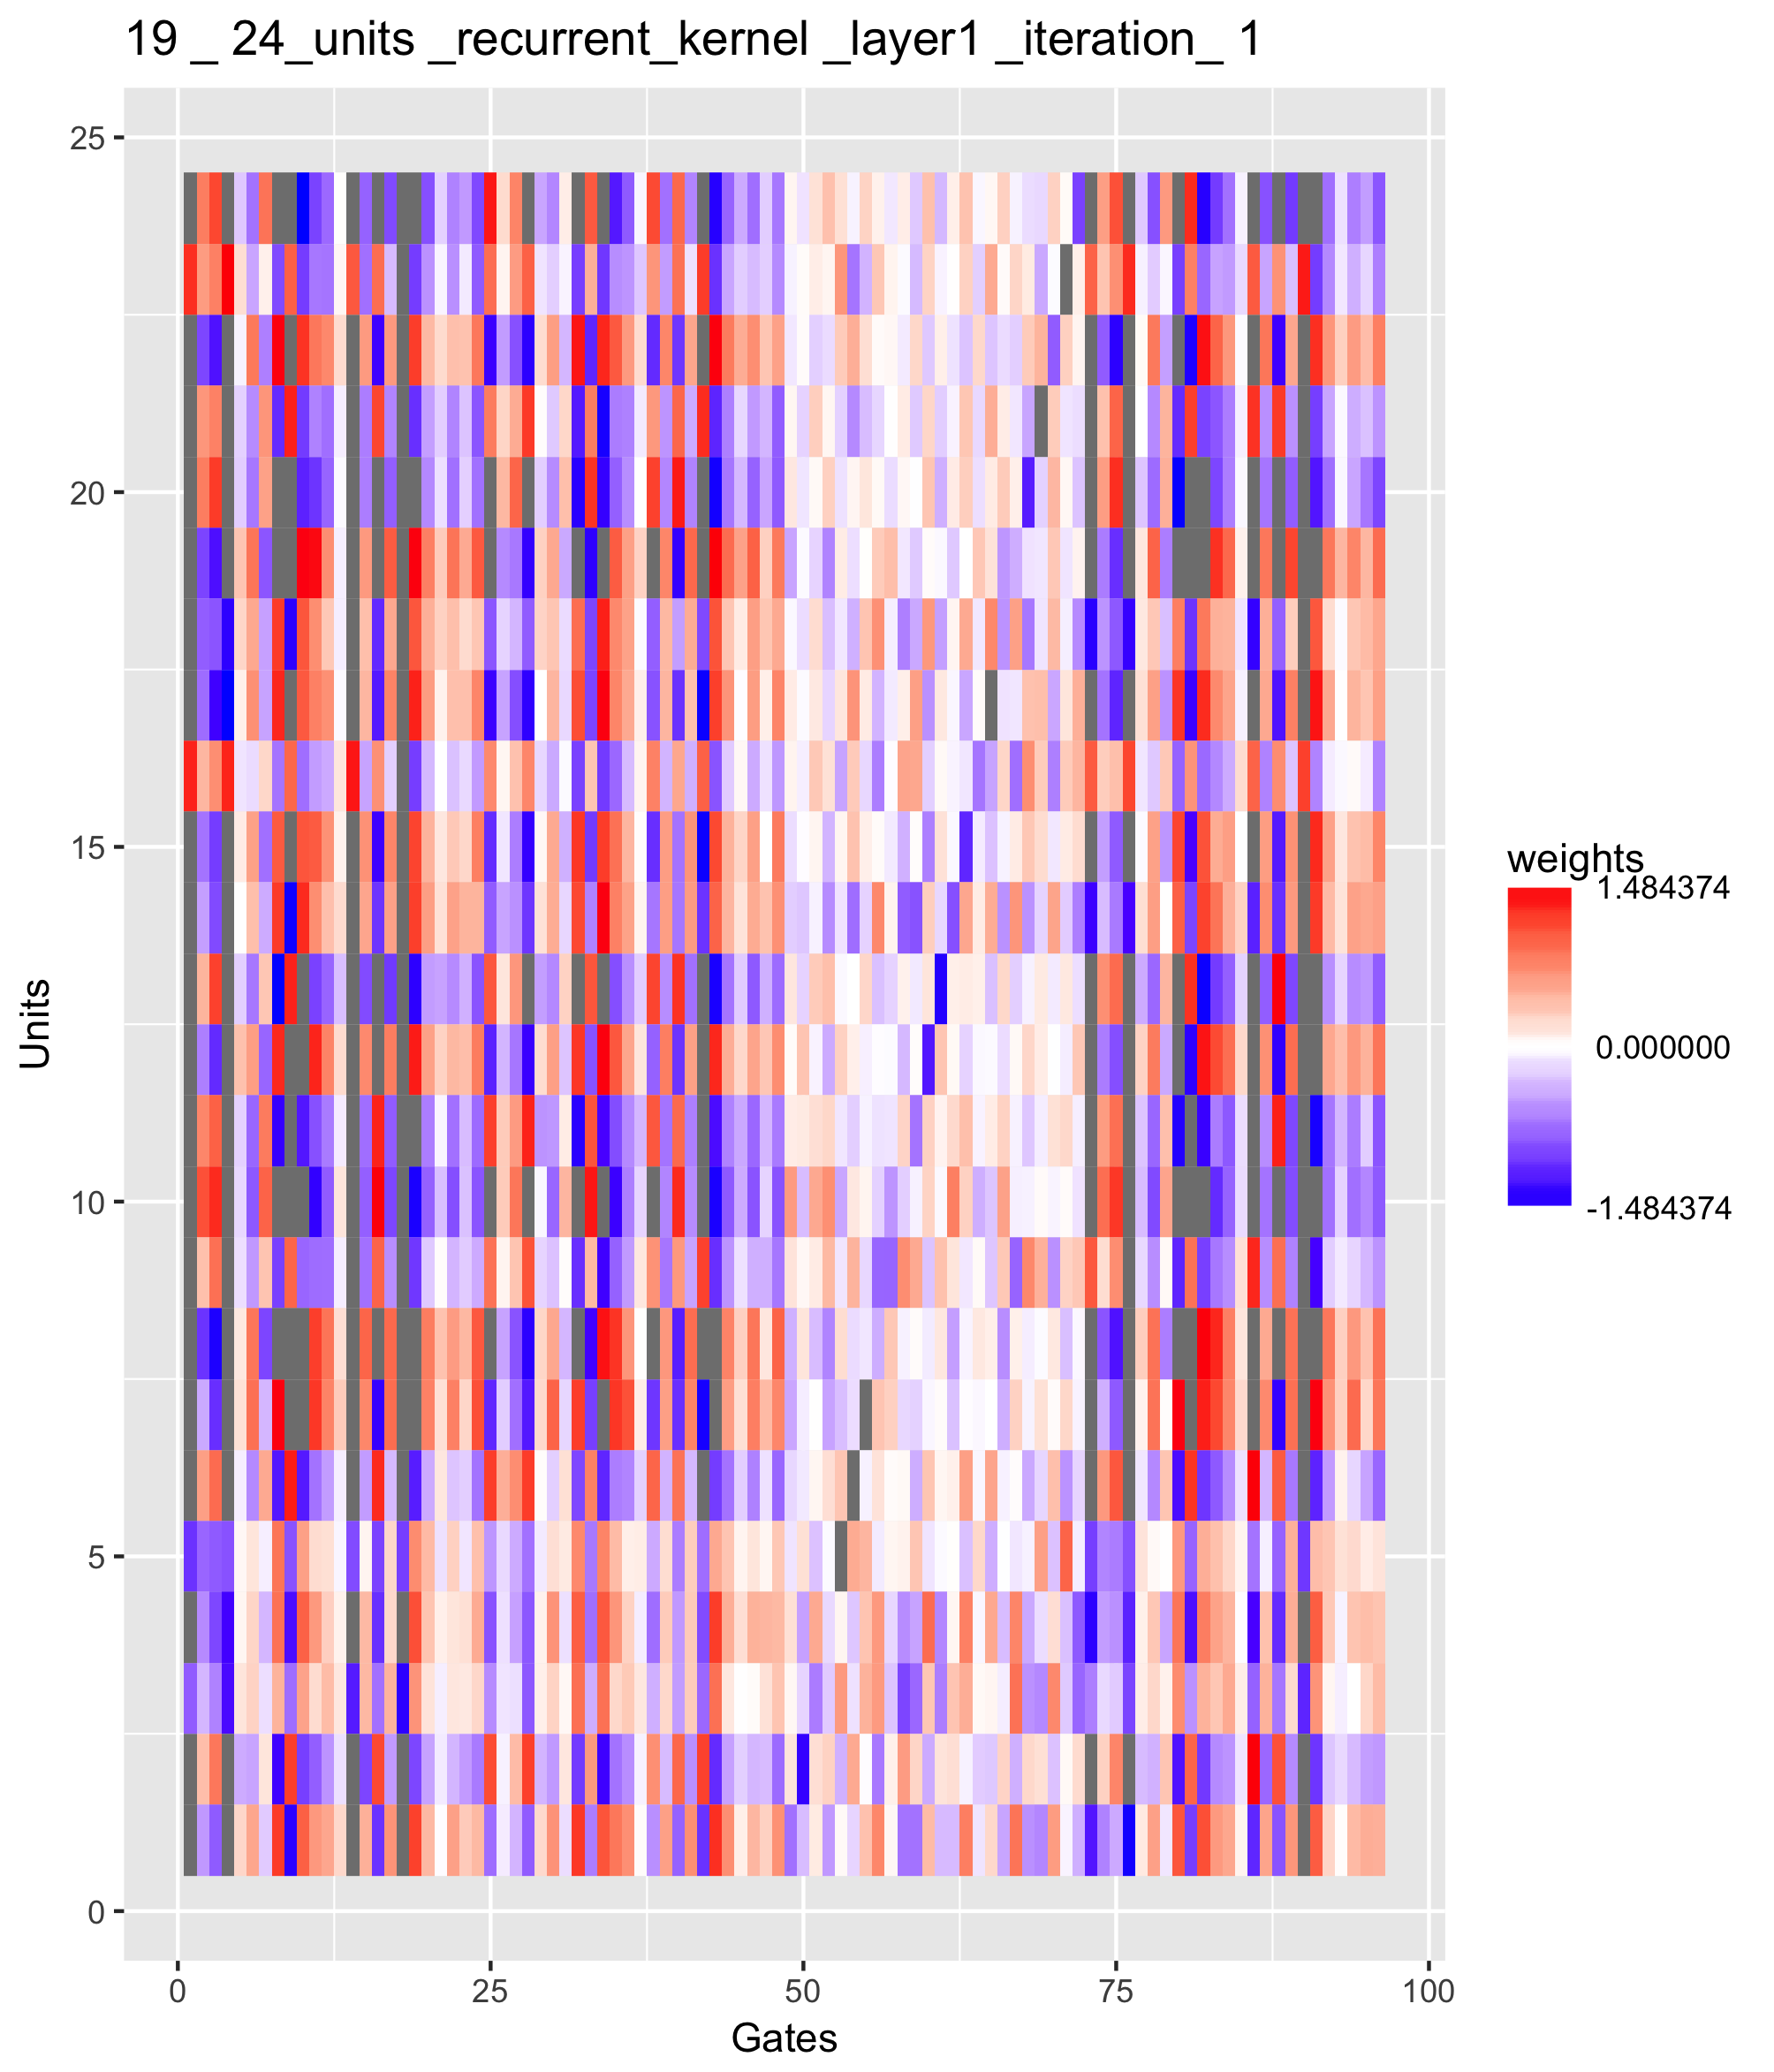 19 _ 24_units _recurrent_kernel _layer1 _iteration_ 1
25
20
15
10
5
0
Units
0 25 50 75 100
Gates
weights
1.484374
0.000000
-1.484374